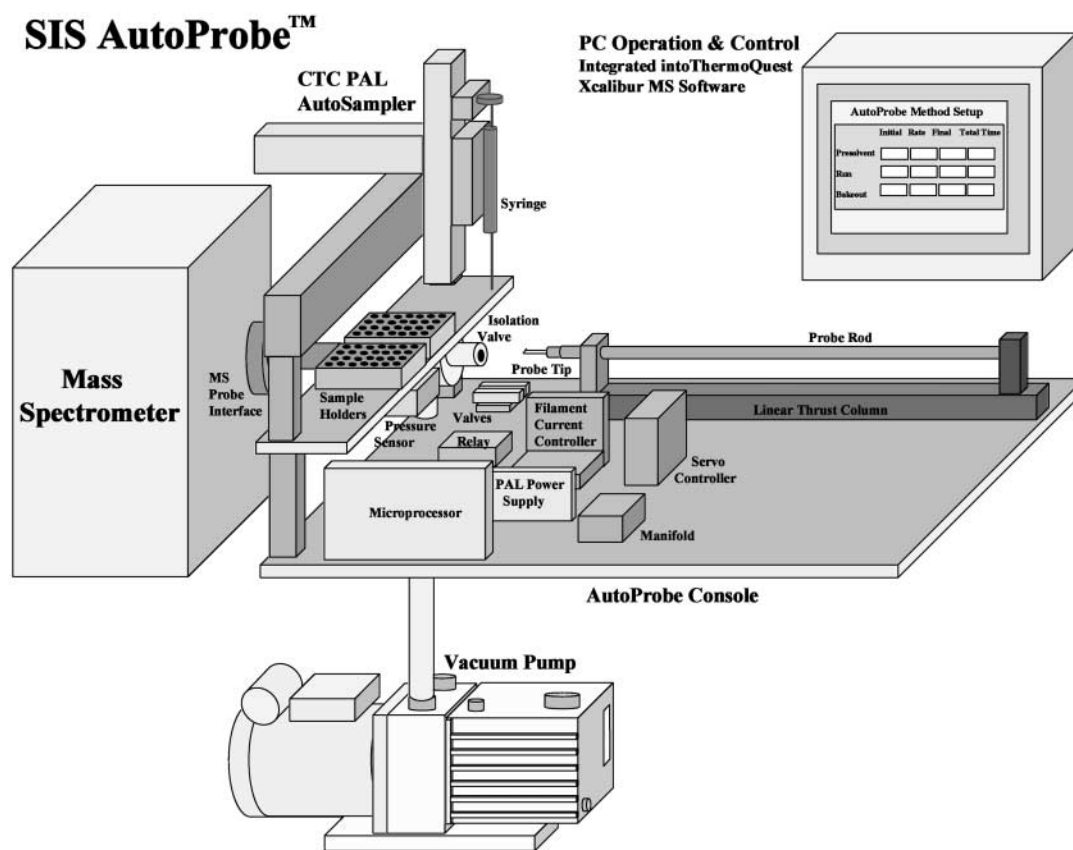 SIS AutoProbe™
PC Operation & Control
Integrated intoThermoQuest
Xcalibur MS Software
CTC PAL
AutoSampler
AutoProbe Method Setup
Initial Rate Final Total Time
Presolvent
Run
Bakeout
Syringe
Mass
Spectrometer
MS
Probe
Interface
Sample
Holders
Isolation
Valve
Probe Tip
Probe Rod
Linear Thrust Column
Pressure
Sensor
Valves
Filament
Current
Controller
Relay
Servo
Controller
PAL Power
Supply
Microprocessor
Manifold
AutoProbe Console
Vacuum Pump